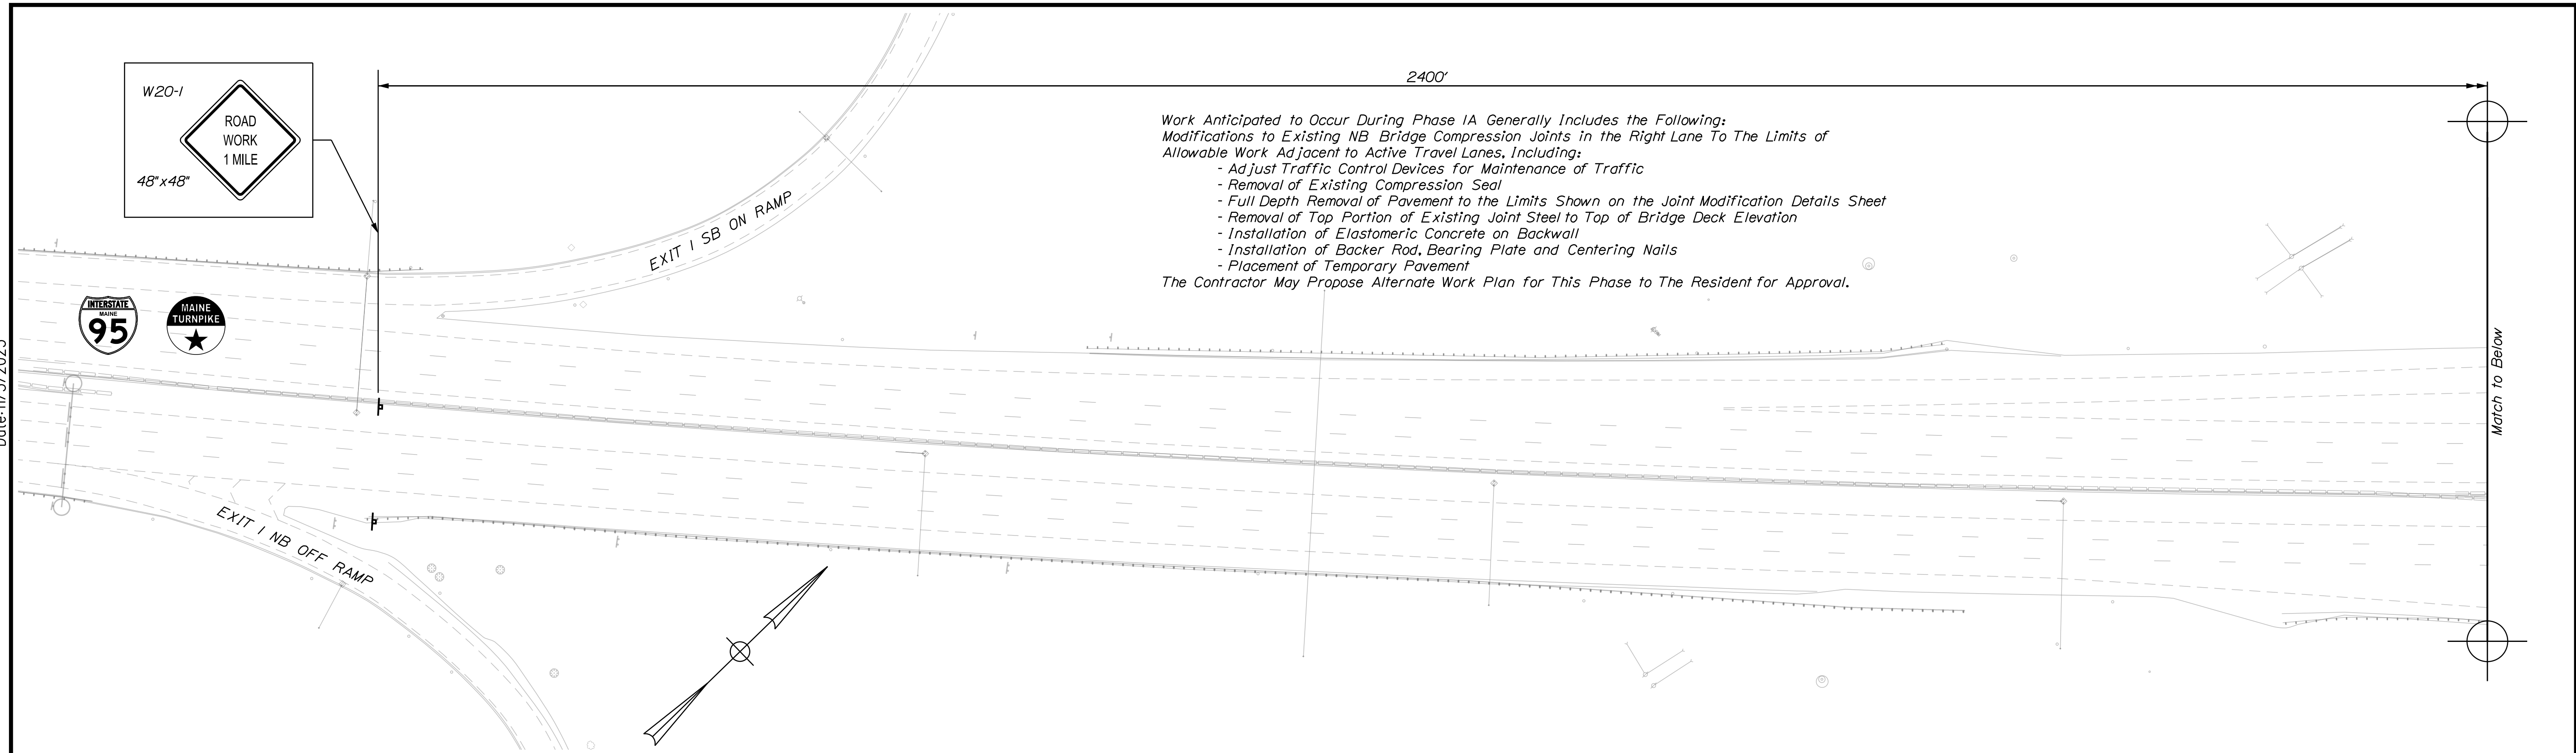 W20-1
ROAD
WORK
1 MILE
48"x48"
2400'
Work Anticipated to Occur During Phase 1A Generally Includes the Following:
Modifications to Existing NB Bridge Compression Joints in the Right Lane To The Limits of
Allowable Work Adjacent to Active Travel Lanes, Including:
- Adjust Traffic Control Devices for Maintenance of Traffic
- Removal of Existing Compression Seal
- Full Depth Removal of Pavement to the Limits Shown on the Joint Modification Details Sheet
- Removal of Top Portion of Existing Joint Steel to Top of Bridge Deck Elevation
- Installation of Elastomeric Concrete on Backwall
- Installation of Backer Rod, Bearing Plate and Centering Nails
- Placement of Temporary Pavement
The Contractor May Propose Alternate Work Plan for This Phase to The Resident for Approval.
EXIT 1 SB ON RAMP
INTERSTATE
MAINE
95
MAINE
TURNPIKE
EXIT 1 NB OFF RAMP
Match to Below